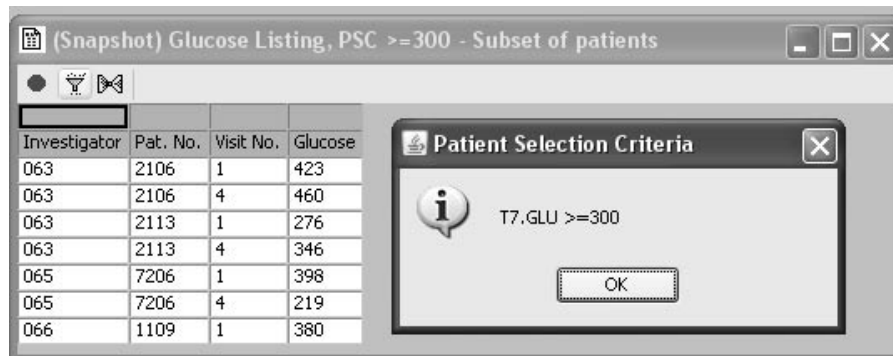 (Snapshot) Glucose Listing, PSC >=300 - Subset of patients
Investigator Pat. No. Visit No. Glucose
063 2106 1 423
063 2106 4 460
063 2113 1 276
063 2113 4 346
065 7206 1 398
065 7206 4 219
066 1109 1 380
Patient Selection Criteria
T7.GLU >=300
OK